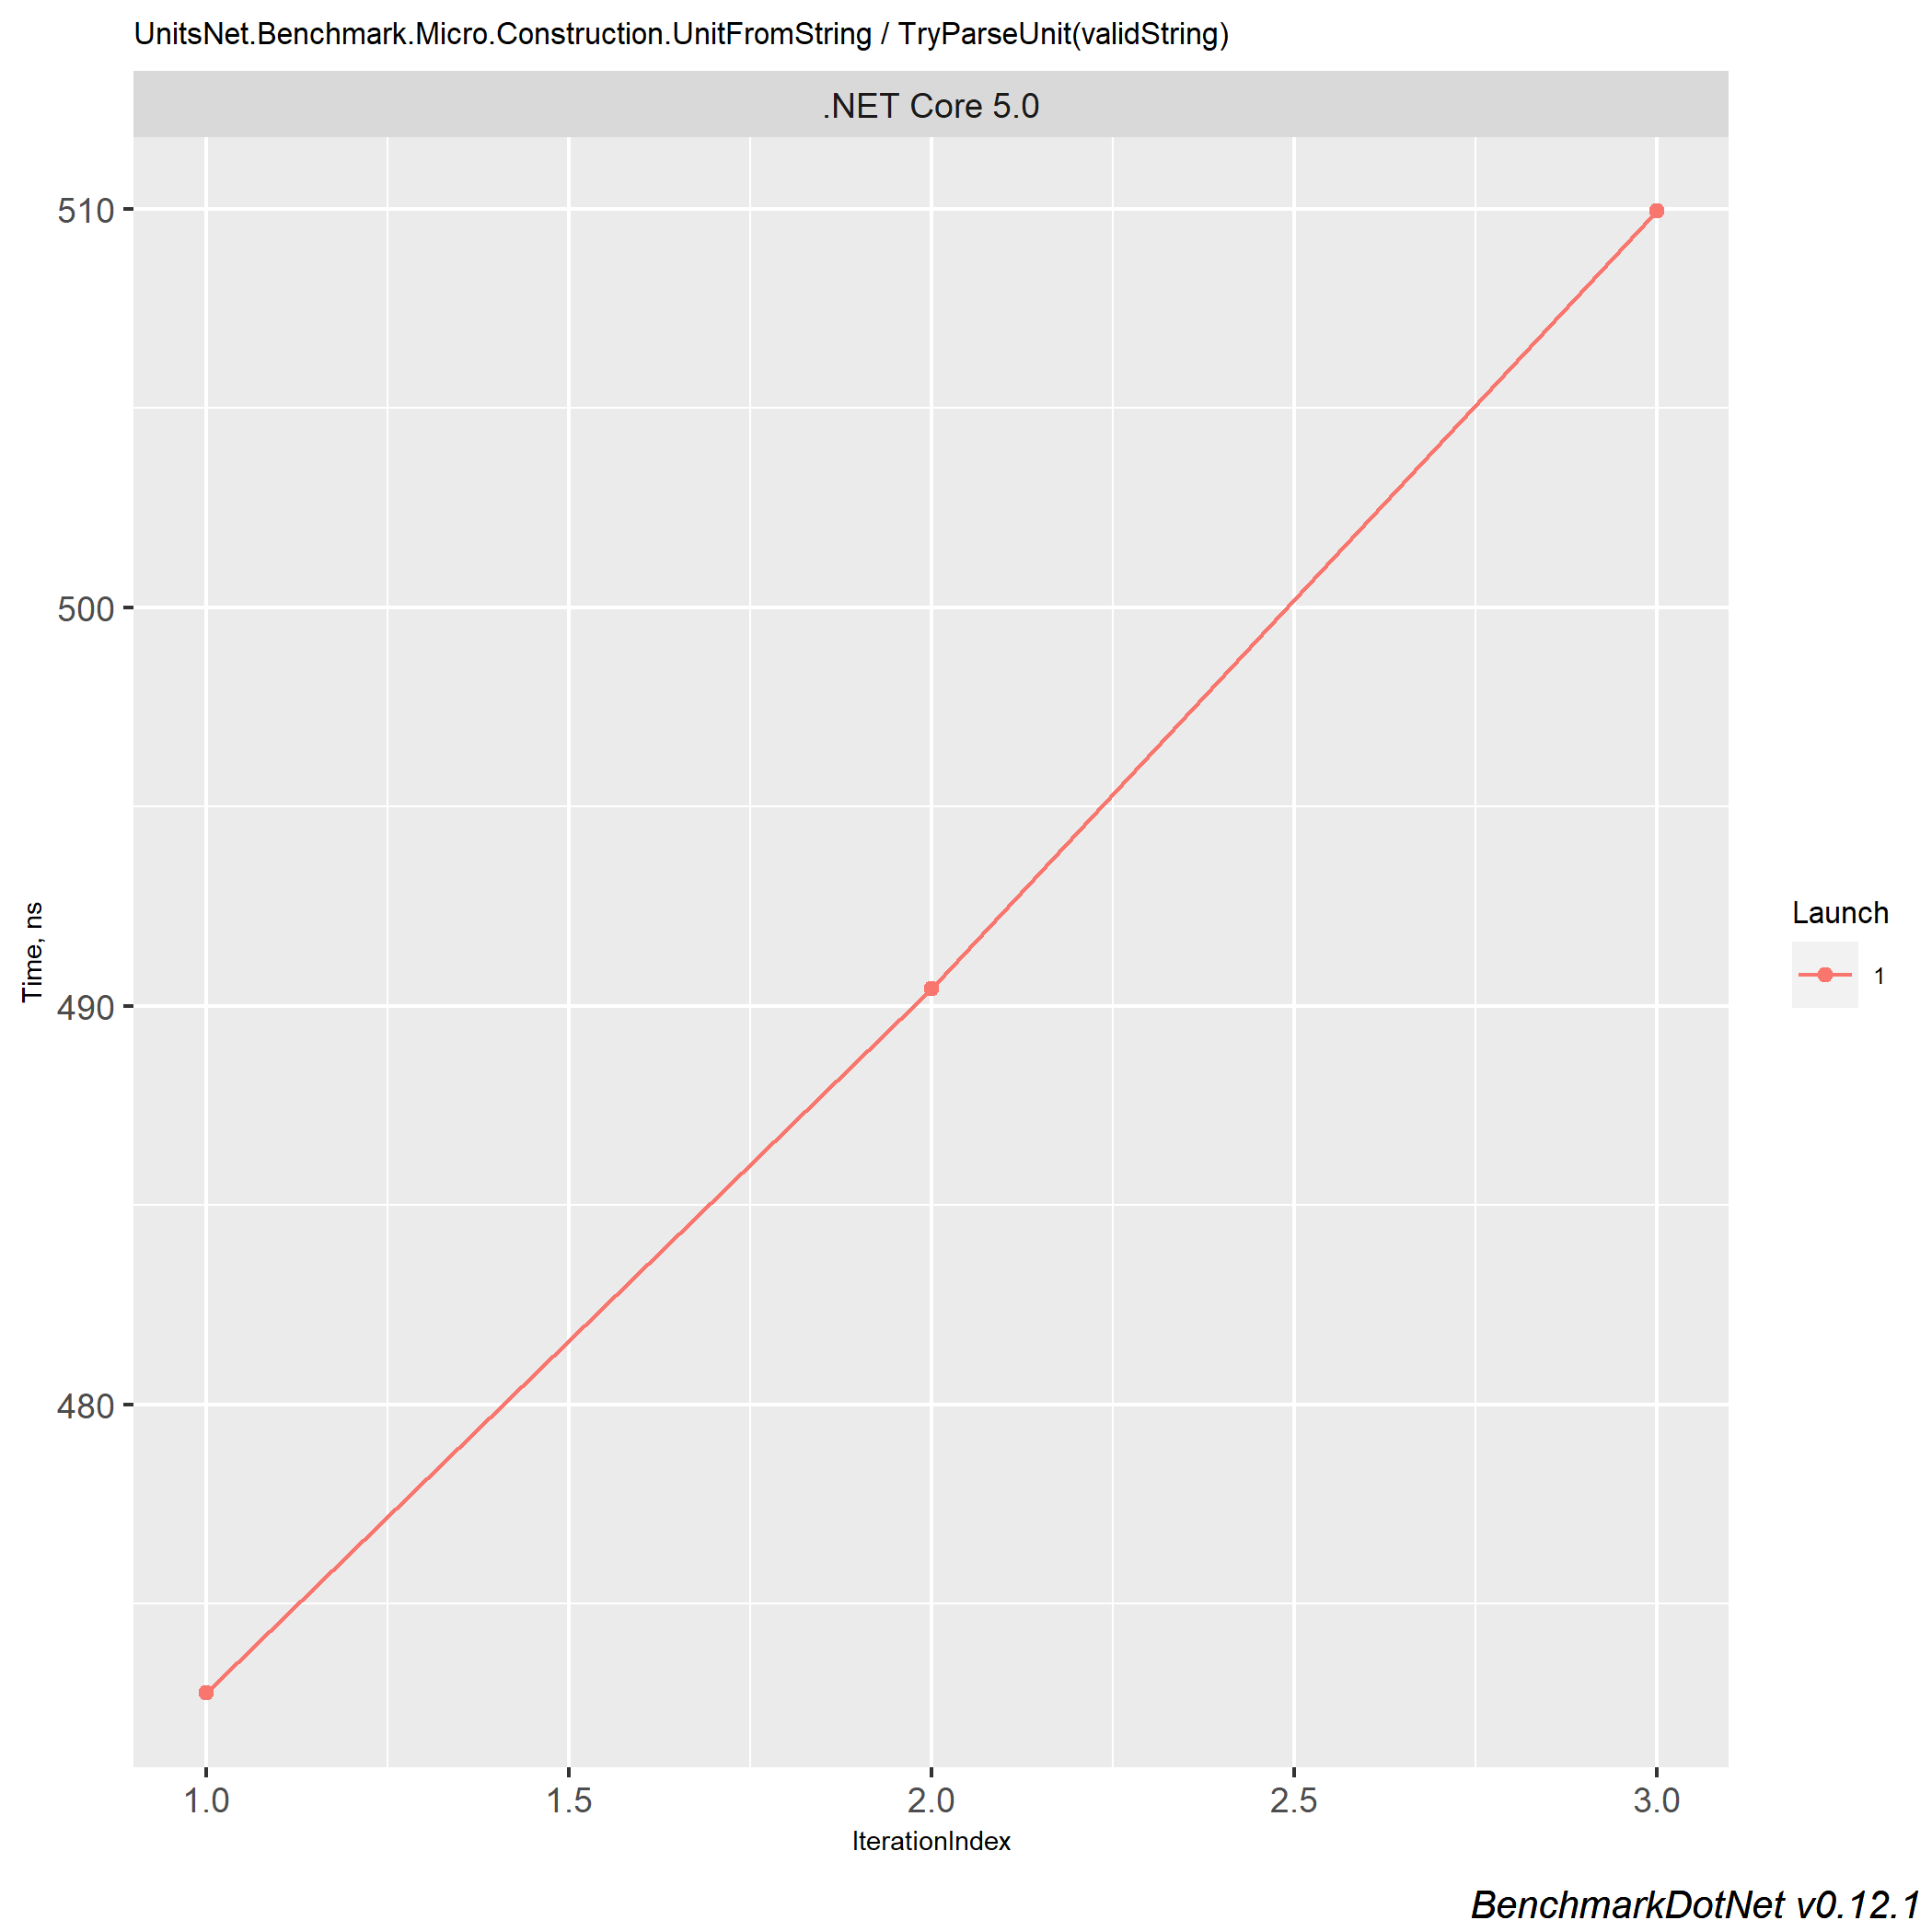 UnitsNet.Benchmark.Micro.Construction.UnitFromString / TryParseUnit(validString)
.NET Core 5.0
510
500
490
480
Time, ns
1.0 1.5 2.0 2.5 3.0
IterationIndex
Launch
1
BenchmarkDotNet v0.12.1